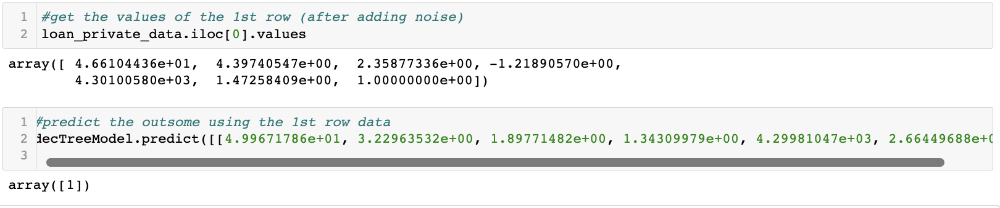 1 #get the values of the 1st row (after adding noise)
2 loan_private_data.iloc[0].values
array([ 4.66104436e+01,  4.39740547e+00,  2.35877336e+00, -1.21890570e+00,
4.30100580e+03,  1.47258409e+00,  1.00000000e+00])
1 #predict the outsome using the 1st row data
2 decTreeModel.predict([[4.99671786e+01, 3.22963532e+00, 1.89771482e+00, 1.34309979e+00, 4.29981047e+03, 2.66449688e+0
3
array([1])